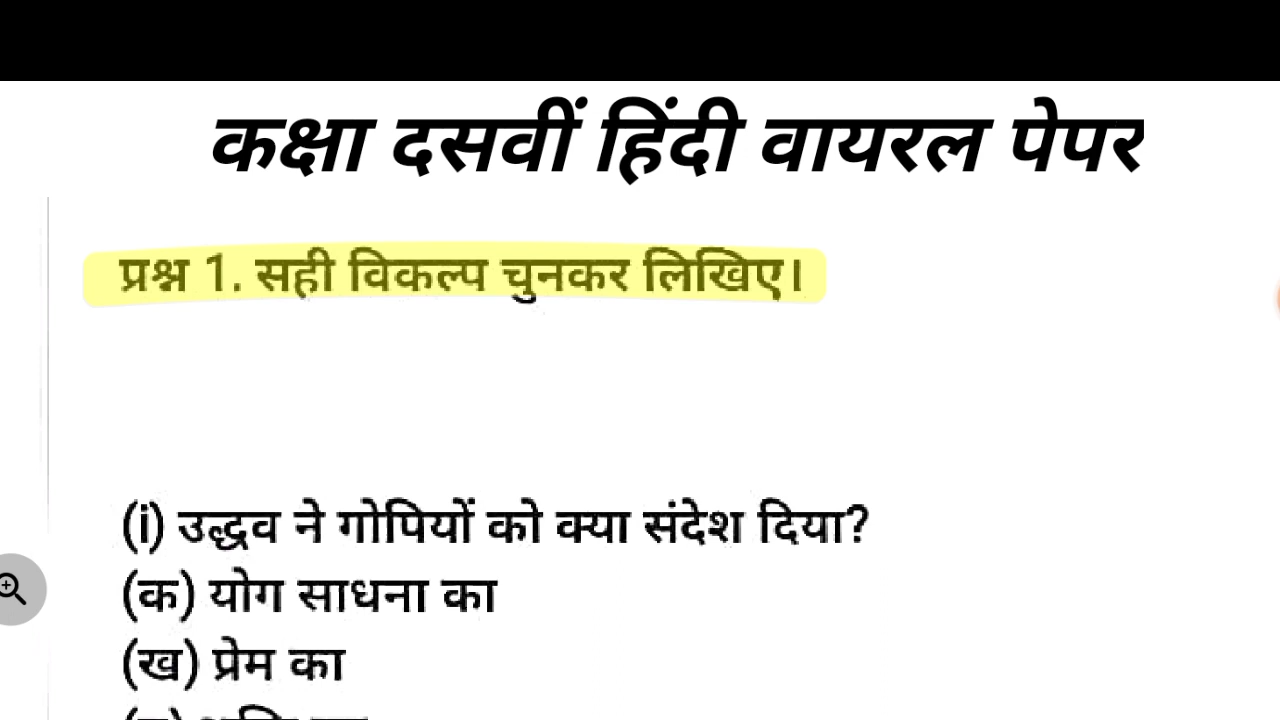 कक्षा दसवीं हिंदी वायरल पेपर
प्रश्न 1. सही विकल्प चुनकर लिखिए।
(i) उद्धव ने गोपियों को क्या संदेश दिया?
(क) योग साधना का
(ख) प्रेम का